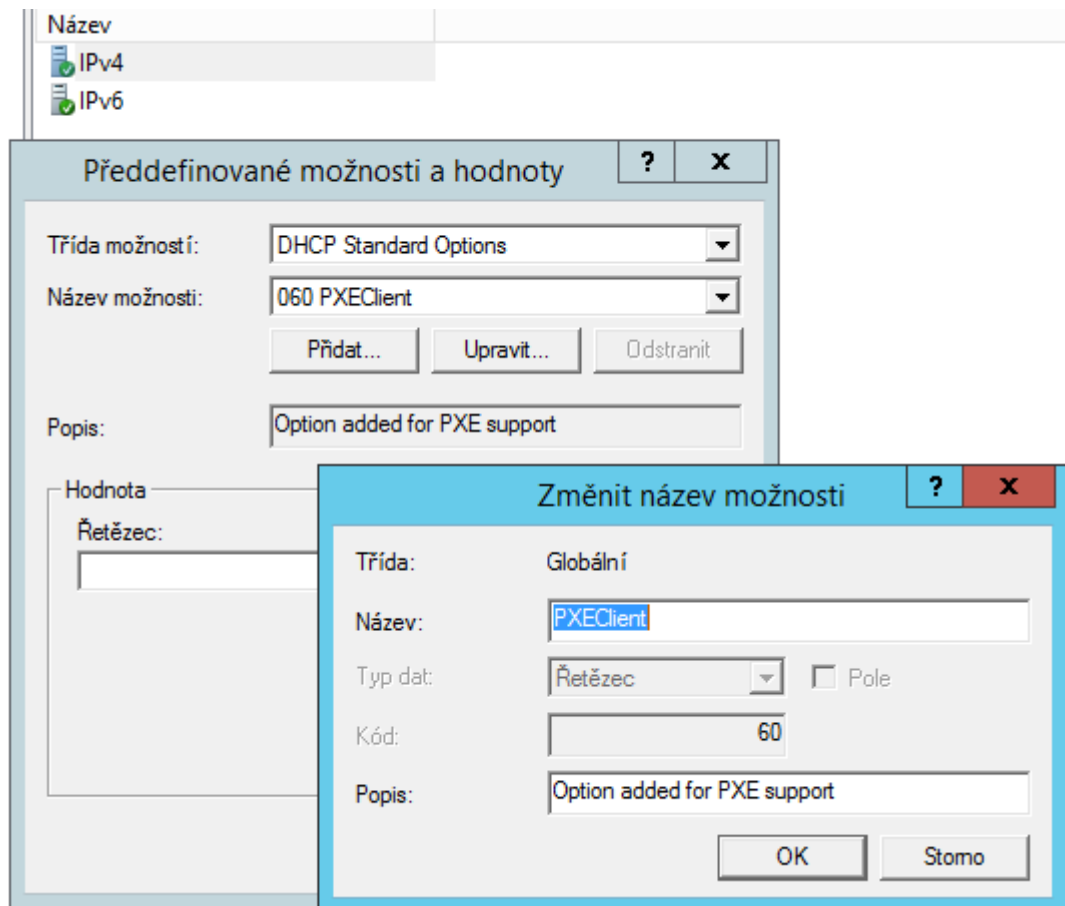 Název
IPv4
IPv6
Předdefinované možnosti a hodnoty ? x
Třída možností: DHCP Standard Options
Název možnosti: 060 PXEClient
Přidat... Upravit... Odstranit
Popis: Option added for PXE support
Hodnota
Řetězec:
Změnit název možnosti ? x
Třída: Globální
Název: PXEClient
Typ dat: Řetězec Pole
Kód: 60
Popis: Option added for PXE support
OK Storno